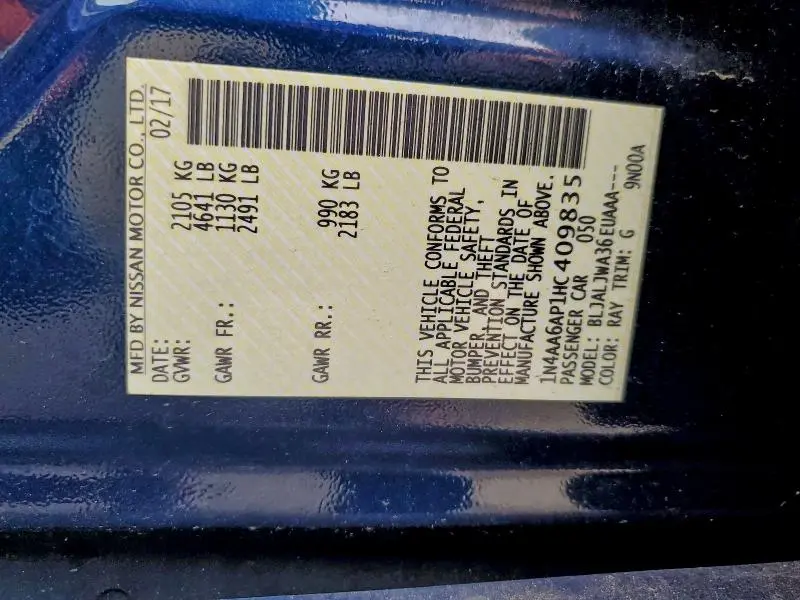 MFD BY NISSAN MOTOR CO., LTD.
DATE: 02/17
GVWR: 2105 KG
4641 LB
GAWR FR.: 1130 KG
2491 LB
GAWR RR.: 990 KG
2183 LB
THIS VEHICLE CONFORMS TO
ALL APPLICABLE FEDERAL
MOTOR VEHICLE SAFETY,
BUMPER, AND THEFT
PREVENTION STANDARDS IN
EFFECT ON THE DATE OF
MANUFACTURE SHOWN ABOVE.
1N4AA6AP1HC409835
PASSENGER CAR 050
MODEL: BLJALJWA36EUAAA---
COLOR: RAY TRIM: G 9N00A